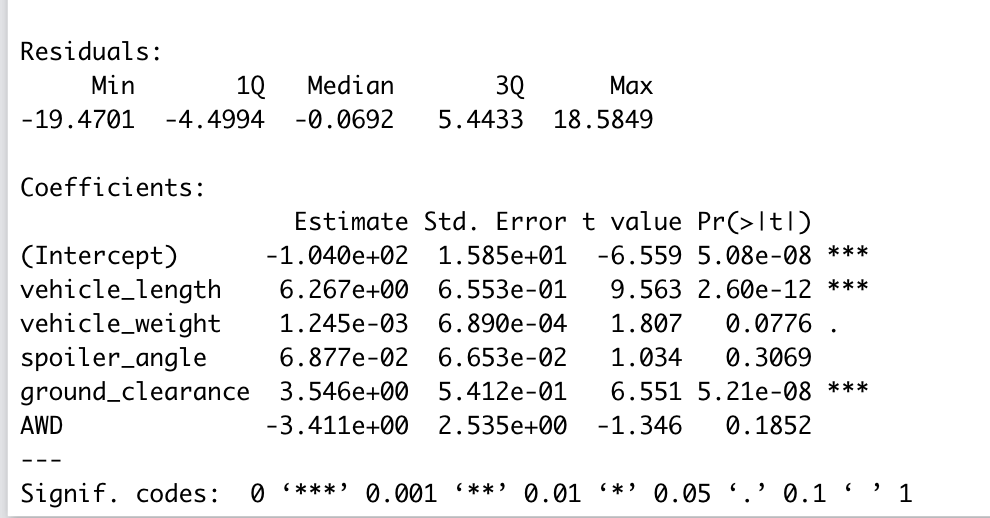 Residuals:
     Min       1Q   Median       3Q      Max
-19.4701  -4.4994  -0.0692   5.4433  18.5849
Coefficients:
                   Estimate Std. Error t value Pr(>|t|)
(Intercept)      -1.040e+02  1.585e+01  -6.559 5.08e-08 ***
vehicle_length    6.267e+00  6.553e-01   9.563 2.60e-12 ***
vehicle_weight    1.245e-03  6.890e-04   1.807   0.0776 .
spoiler_angle     6.877e-02  6.653e-02   1.034   0.3069
ground_clearance  3.546e+00  5.412e-01   6.551 5.21e-08 ***
AWD              -3.411e+00  2.535e+00  -1.346   0.1852
---
Signif. codes:  0 ‘***’ 0.001 ‘**’ 0.01 ‘*’ 0.05 ‘.’ 0.1 ‘ ’ 1